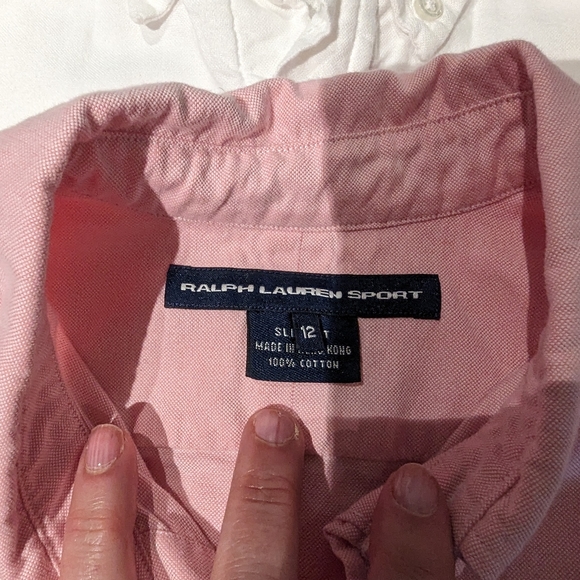 RALPH LAUREN SPORT
12
MADE IN KONG
100% COTTON